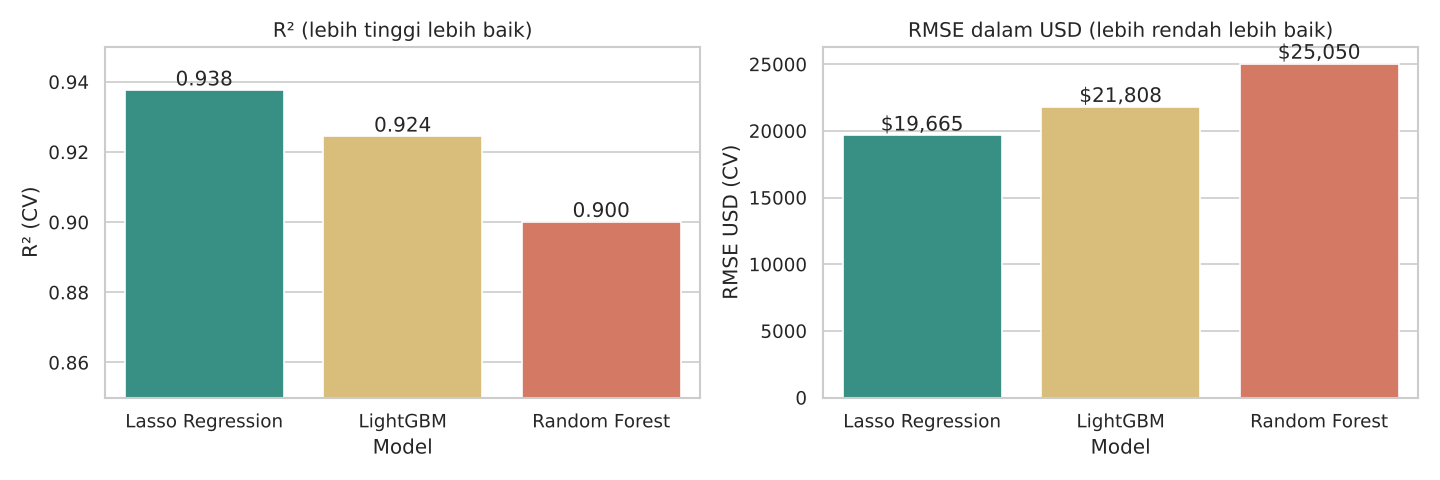 R² (lebih tinggi lebih baik)
R² (CV)
0.94
0.92
0.90
0.88
0.86
0.938
0.924
0.900
Lasso Regression
LightGBM
Random Forest
Model
RMSE dalam USD (lebih rendah lebih baik)
RMSE USD (CV)
25000
20000
15000
10000
5000
0
$19,665
$21,808
$25,050
Lasso Regression
LightGBM
Random Forest
Model